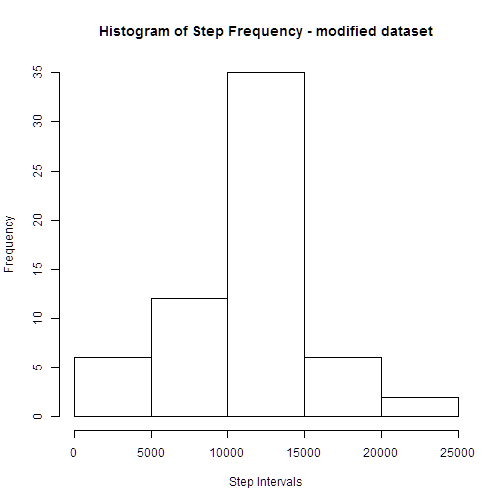 Histogram of Step Frequency - modified dataset
Frequency
35
30
25
20
15
10
5
0
0 5000 10000 15000 20000 25000
Step Intervals